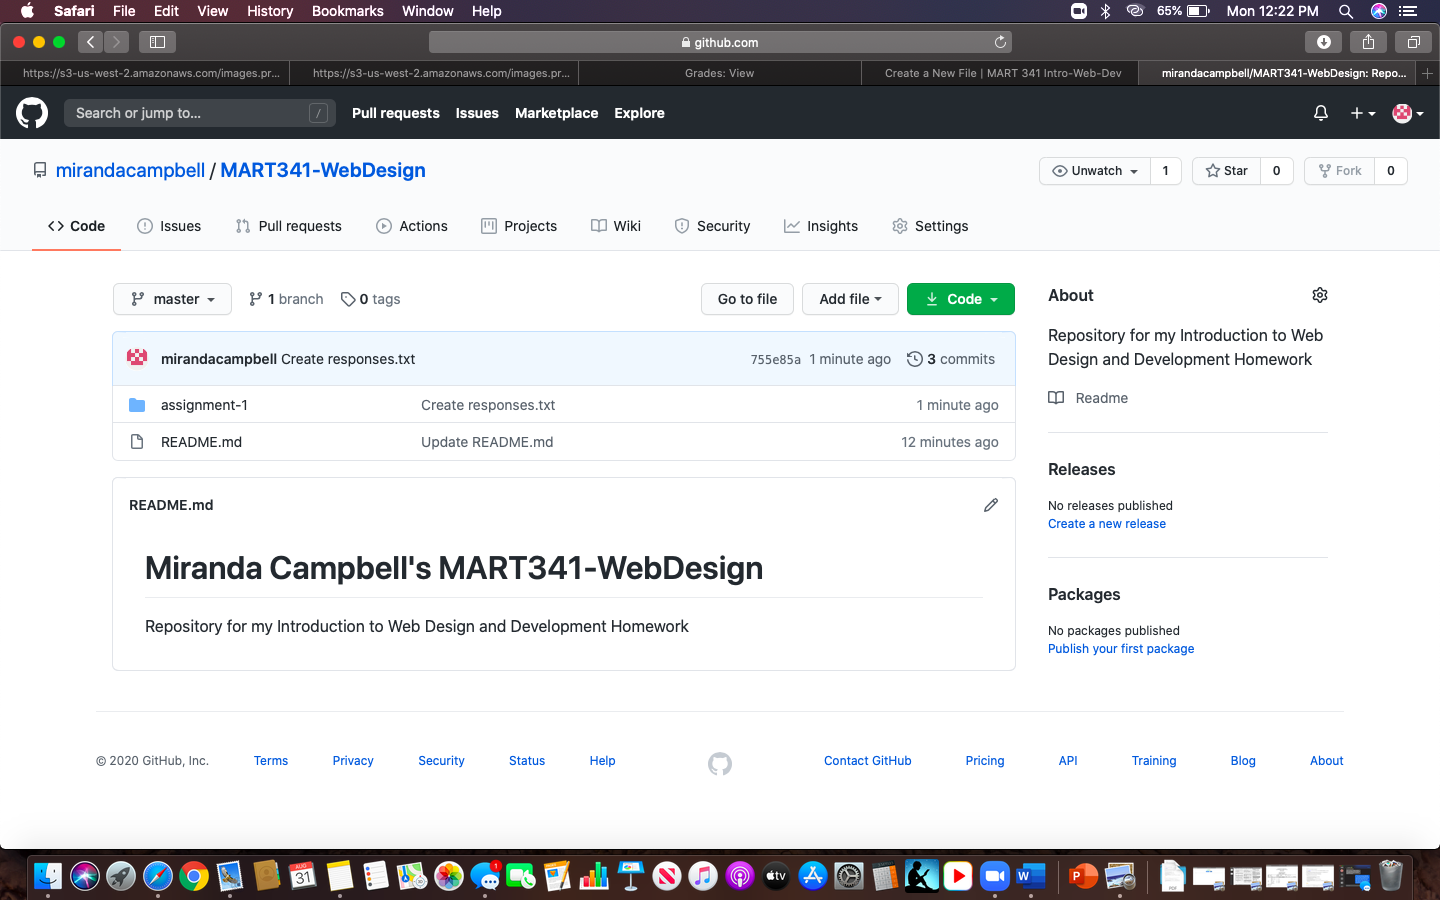 Safari File Edit View History Bookmarks Window Help 65% Mon 12:22 PM
github.com
https://s3-us-west-2.amazonaws.com/images.pr... https://s3-us-west-2.amazonaws.com/images.pr... Grades: View Create a New File | MART 341 Intro-Web-Dev mirandacampbell/MART341-WebDesign: Repo...
Search or jump to... / Pull requests Issues Marketplace Explore
mirandacampbell / MART341-WebDesign Unwatch 1 Star 0 Fork 0
Code Issues Pull requests Actions Projects Wiki Security Insights Settings
master 1 branch 0 tags Go to file Add file Code
mirandacampbell Create responses.txt 755e85a 1 minute ago 3 commits
assignment-1 Create responses.txt 1 minute ago
README.md Update README.md 12 minutes ago
README.md
Miranda Campbell's MART341-WebDesign
Repository for my Introduction to Web Design and Development Homework
About
Repository for my Introduction to Web
Design and Development Homework
Readme
Releases
No releases published
Create a new release
Packages
No packages published
Publish your first package
© 2020 GitHub, Inc. Terms Privacy Security Status Help Contact GitHub Pricing API Training Blog About
AUG
31
1
tv
W
P
PDF